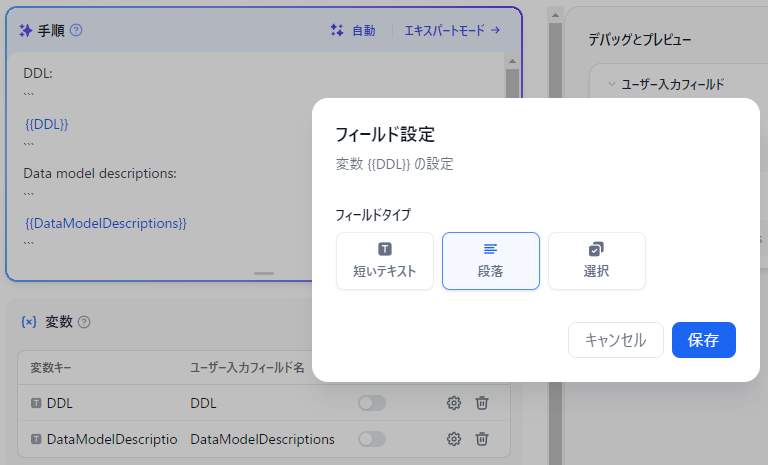 手順
自動
エキスパートモード →
DDL:
```
{{DDL}}
```
Data model descriptions:
```
{{DataModelDescriptions}}
```
{x} 変数
変数キー ユーザー入力フィールド名
DDL DDL
DataModelDescriptio DataModelDescriptions
デバッグとプレビュー
ユーザー入力フィールド
フィールド設定
変数 {{DDL}} の設定
フィールドタイプ
短いテキスト 段落 選択
キャンセル 保存